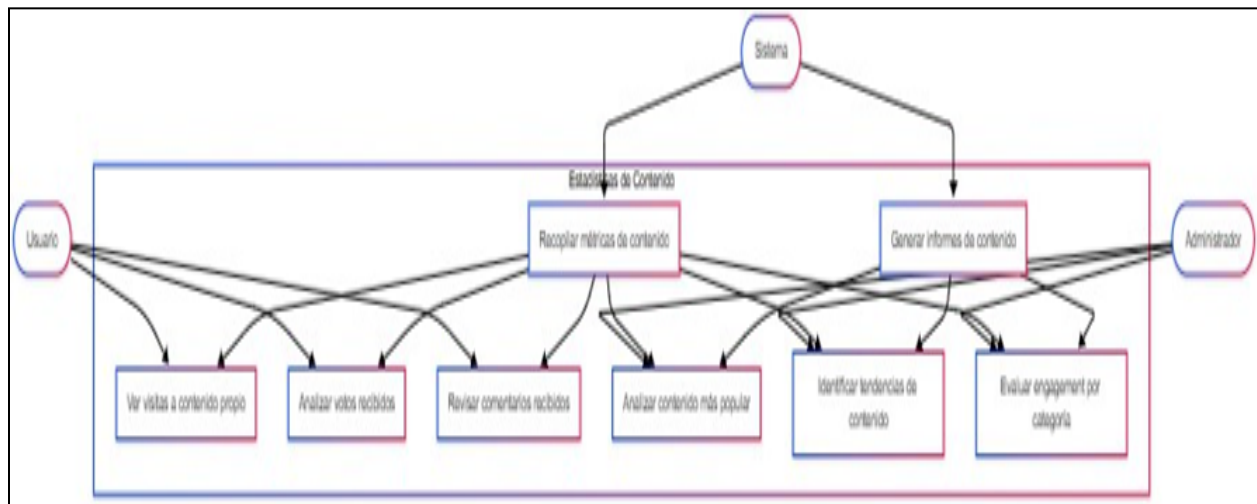 Sistema
Estadísticas de Contenido
Usuario
Recopilar métricas de contenido
Generar informes de contenido
Administrador
Ver visitas a contenido propio
Analizar votos recibidos
Revisar comentarios recibidos
Analizar contenido más popular
Identificar tendencias de
contenido
Evaluar engagement por
categoría